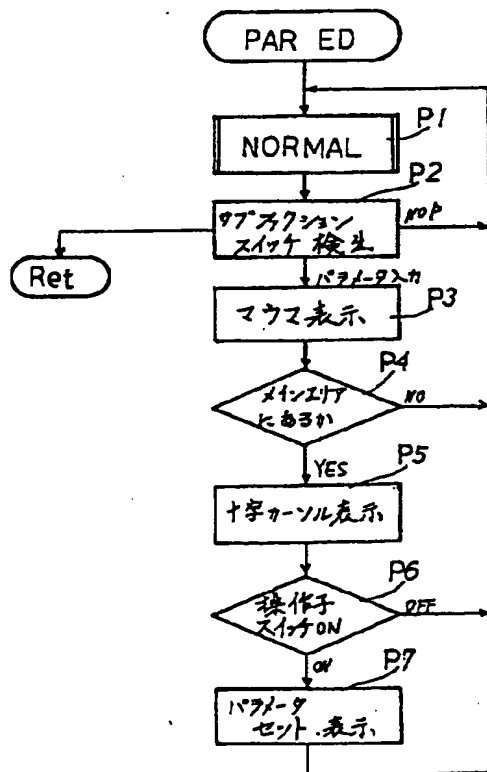 PAR ED
P1
NORMAL
P2
サブファクション
スイッチ検出
NOP
Ret
パラメータ入力
P3
マウマ表示
P4
メインエリア
にあるか
NO
YES
P5
十字カーソル表示
P6
操作子
スイッチON
OFF
ON
P7
パラメータ
セット.表示